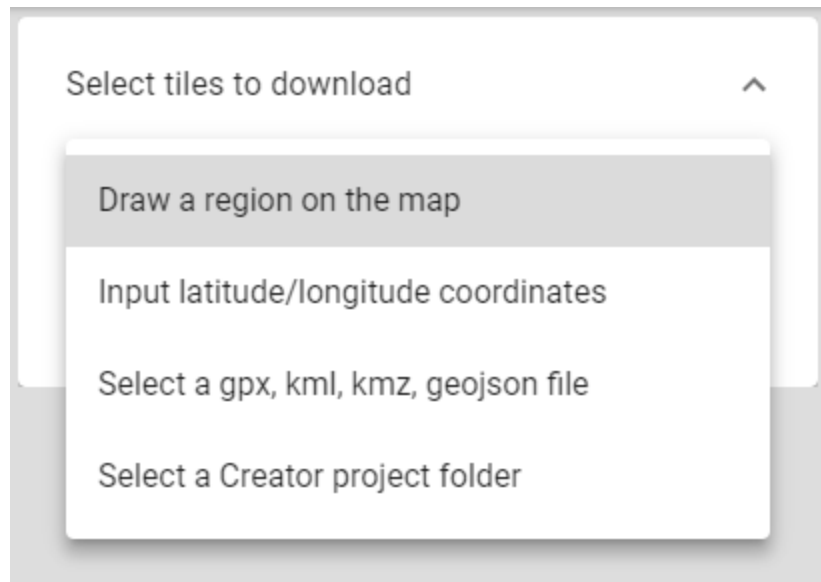 Select tiles to download
Draw a region on the map
Input latitude/longitude coordinates
Select a gpx, kml, kmz, geojson file
Select a Creator project folder